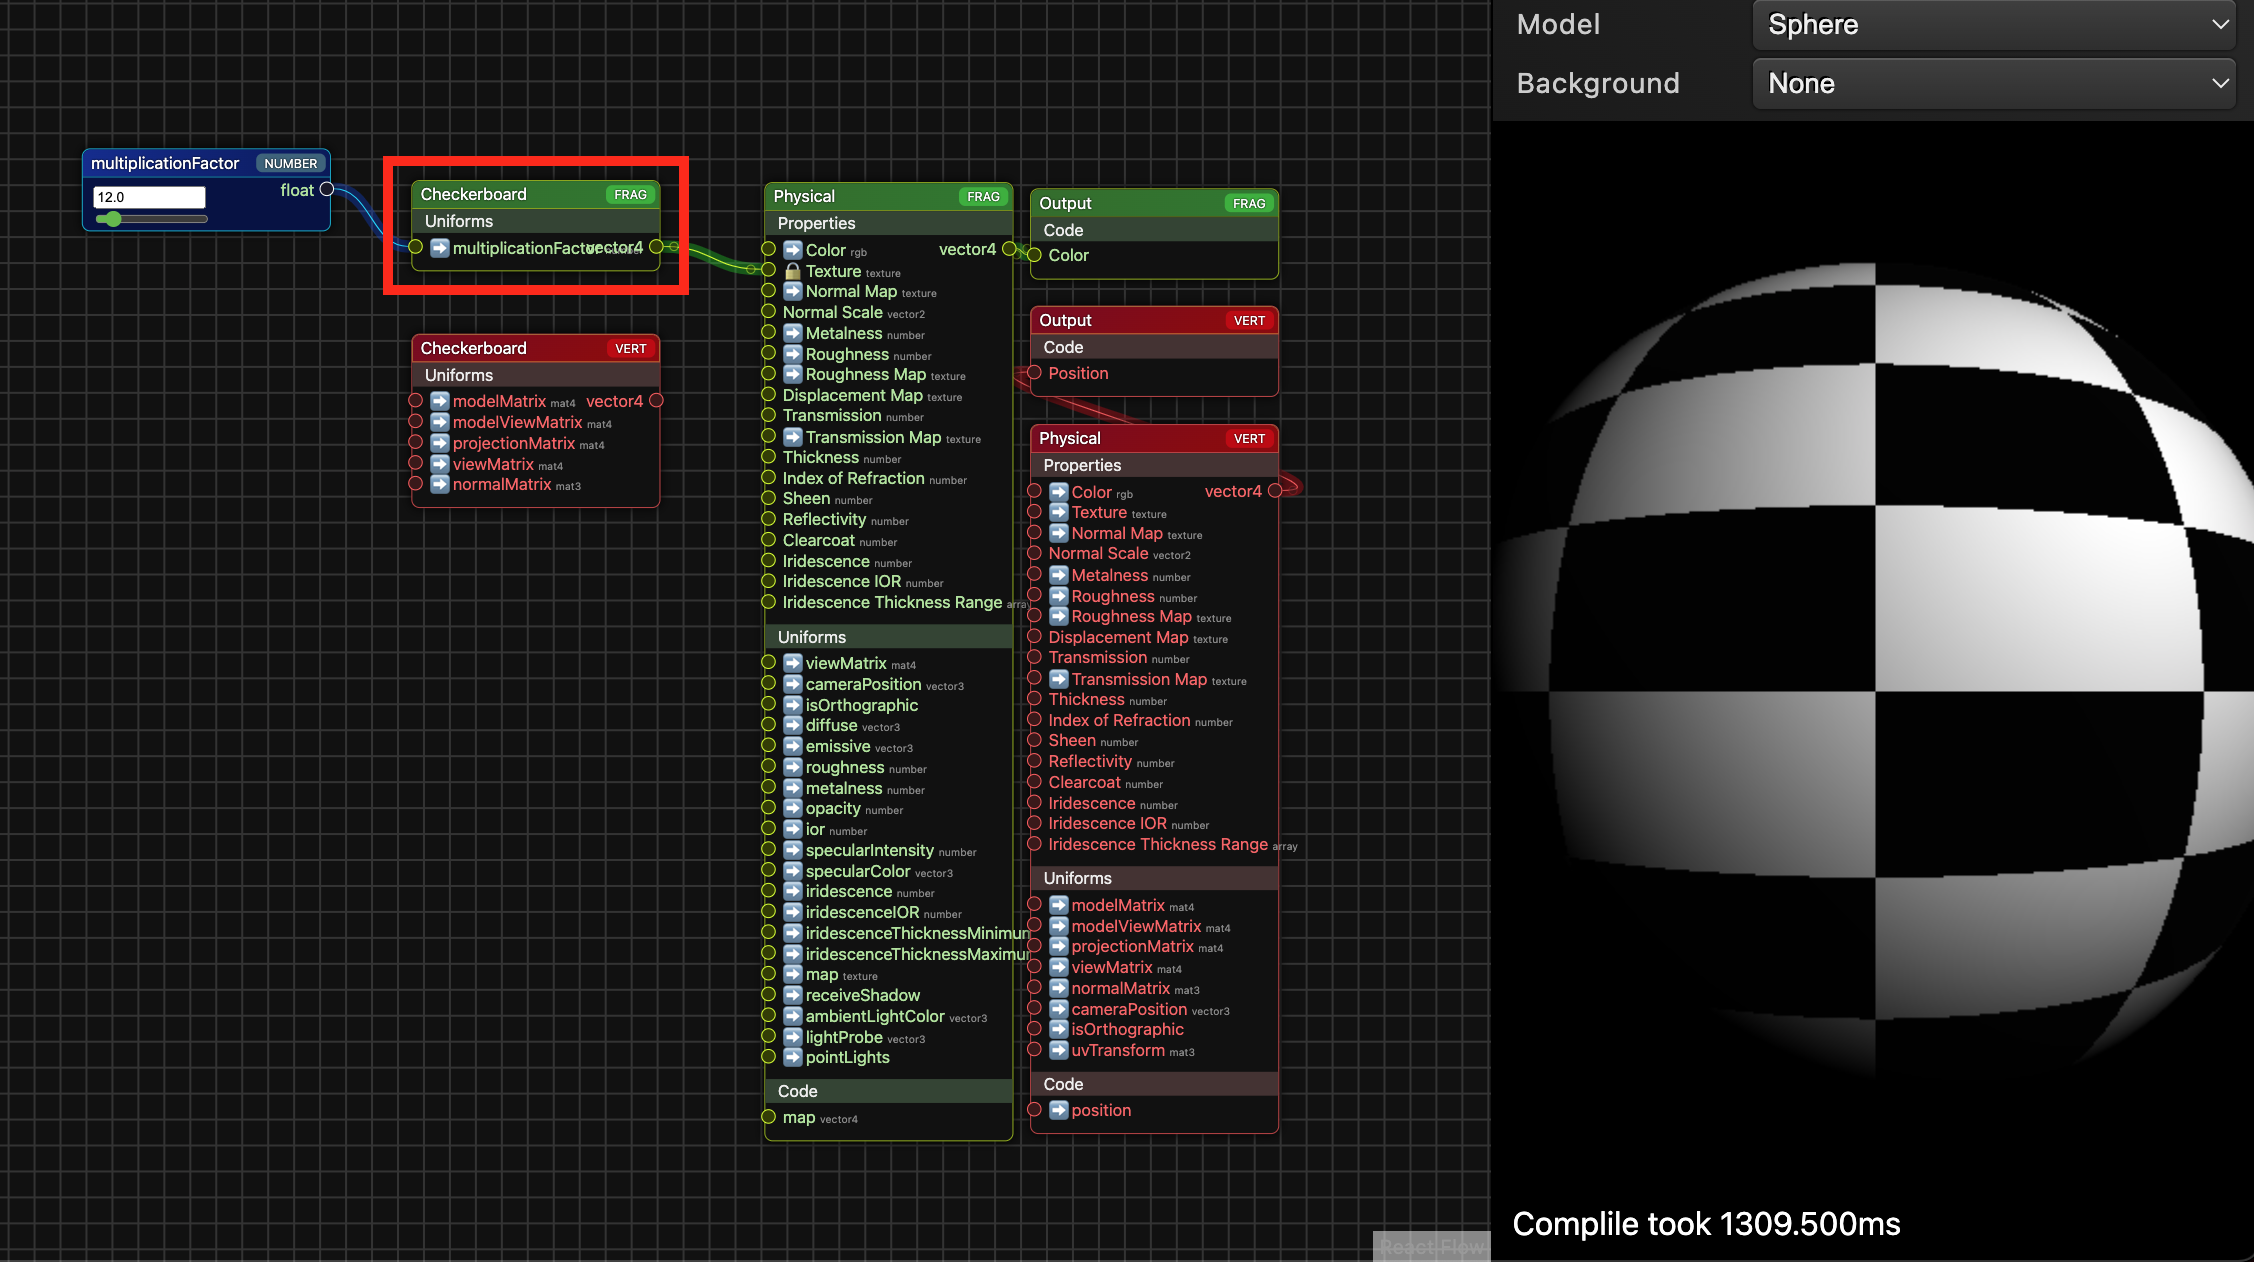 multiplicationFactor NUMBER
12.0
float
Checkerboard FRAG
Uniforms
multiplicationFactor number vector4
Checkerboard VERT
Uniforms
modelMatrix mat4 vector4
modelViewMatrix mat4
projectionMatrix mat4
viewMatrix mat4
normalMatrix mat3
Physical FRAG
Properties
Color rgb vector4
Texture texture
Normal Map texture
Normal Scale vector2
Metalness number
Roughness number
Roughness Map texture
Displacement Map texture
Transmission number
Transmission Map texture
Thickness number
Index of Refraction number
Sheen number
Reflectivity number
Clearcoat number
Iridescence number
Iridescence IOR number
Iridescence Thickness Range array
Uniforms
viewMatrix mat4
cameraPosition vector3
isOrthographic
diffuse vector3
emissive vector3
roughness number
metalness number
opacity number
ior number
specularIntensity number
specularColor vector3
iridescence number
iridescenceIOR number
iridescenceThicknessMinimum
iridescenceThicknessMaximum
map texture
receiveShadow
ambientLightColor vector3
lightProbe vector3
pointLights
Code
map vector4
Output FRAG
Code
Color
Output VERT
Code
Position
Physical VERT
Properties
Color rgb vector4
Texture texture
Normal Map texture
Normal Scale vector2
Metalness number
Roughness number
Roughness Map texture
Displacement Map texture
Transmission number
Transmission Map texture
Thickness number
Index of Refraction number
Sheen number
Reflectivity number
Clearcoat number
Iridescence number
Iridescence IOR number
Iridescence Thickness Range array
Uniforms
modelMatrix mat4
modelViewMatrix mat4
projectionMatrix mat4
viewMatrix mat4
normalMatrix mat3
cameraPosition vector3
isOrthographic
uvTransform mat3
Code
position
React Flow
Model Sphere
Background None
Complile took 1309.500ms